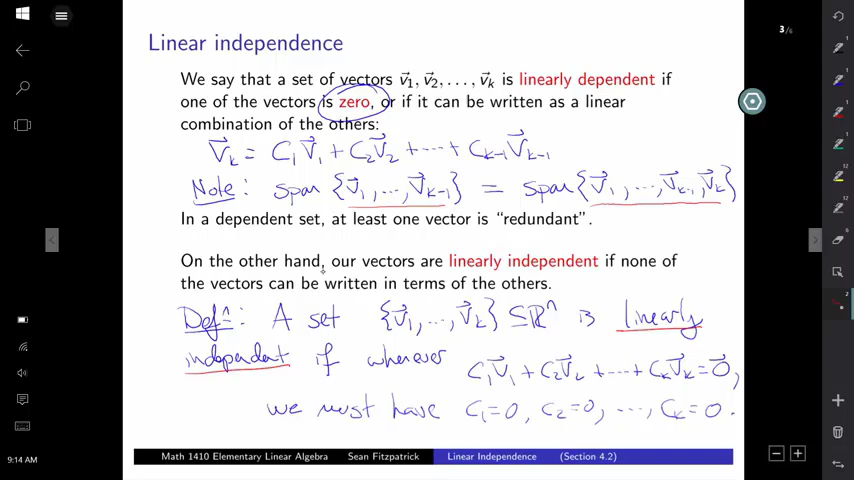 3/6
Linear independence
We say that a set of vectors v⃗₁, v⃗₂, . . . , v⃗ₖ is linearly dependent if
one of the vectors is zero, or if it can be written as a linear
combination of the others:
v⃗ₖ = C₁v⃗₁ + C₂v⃗₂ + ... + Cₖ₋₁v⃗ₖ₋₁
Note: span {v⃗₁, ..., v⃗ₖ₋₁} = span {v⃗₁, ..., v⃗ₖ₋₁, v⃗ₖ}
In a dependent set, at least one vector is “redundant”.
On the other hand, our vectors are linearly independent if none of
the vectors can be written in terms of the others.
Defⁿ: A set {v⃗₁, ..., v⃗ₖ} ⊆ ℝⁿ is linearly
independent if whenever C₁v⃗₁ + C₂v⃗₂ + ... + Cₖv⃗ₖ = 0⃗,
we must have C₁=0, C₂=0, ..., Cₖ=0.
Math 1410 Elementary Linear Algebra Sean Fitzpatrick Linear Independence (Section 4.2)
9:14 AM